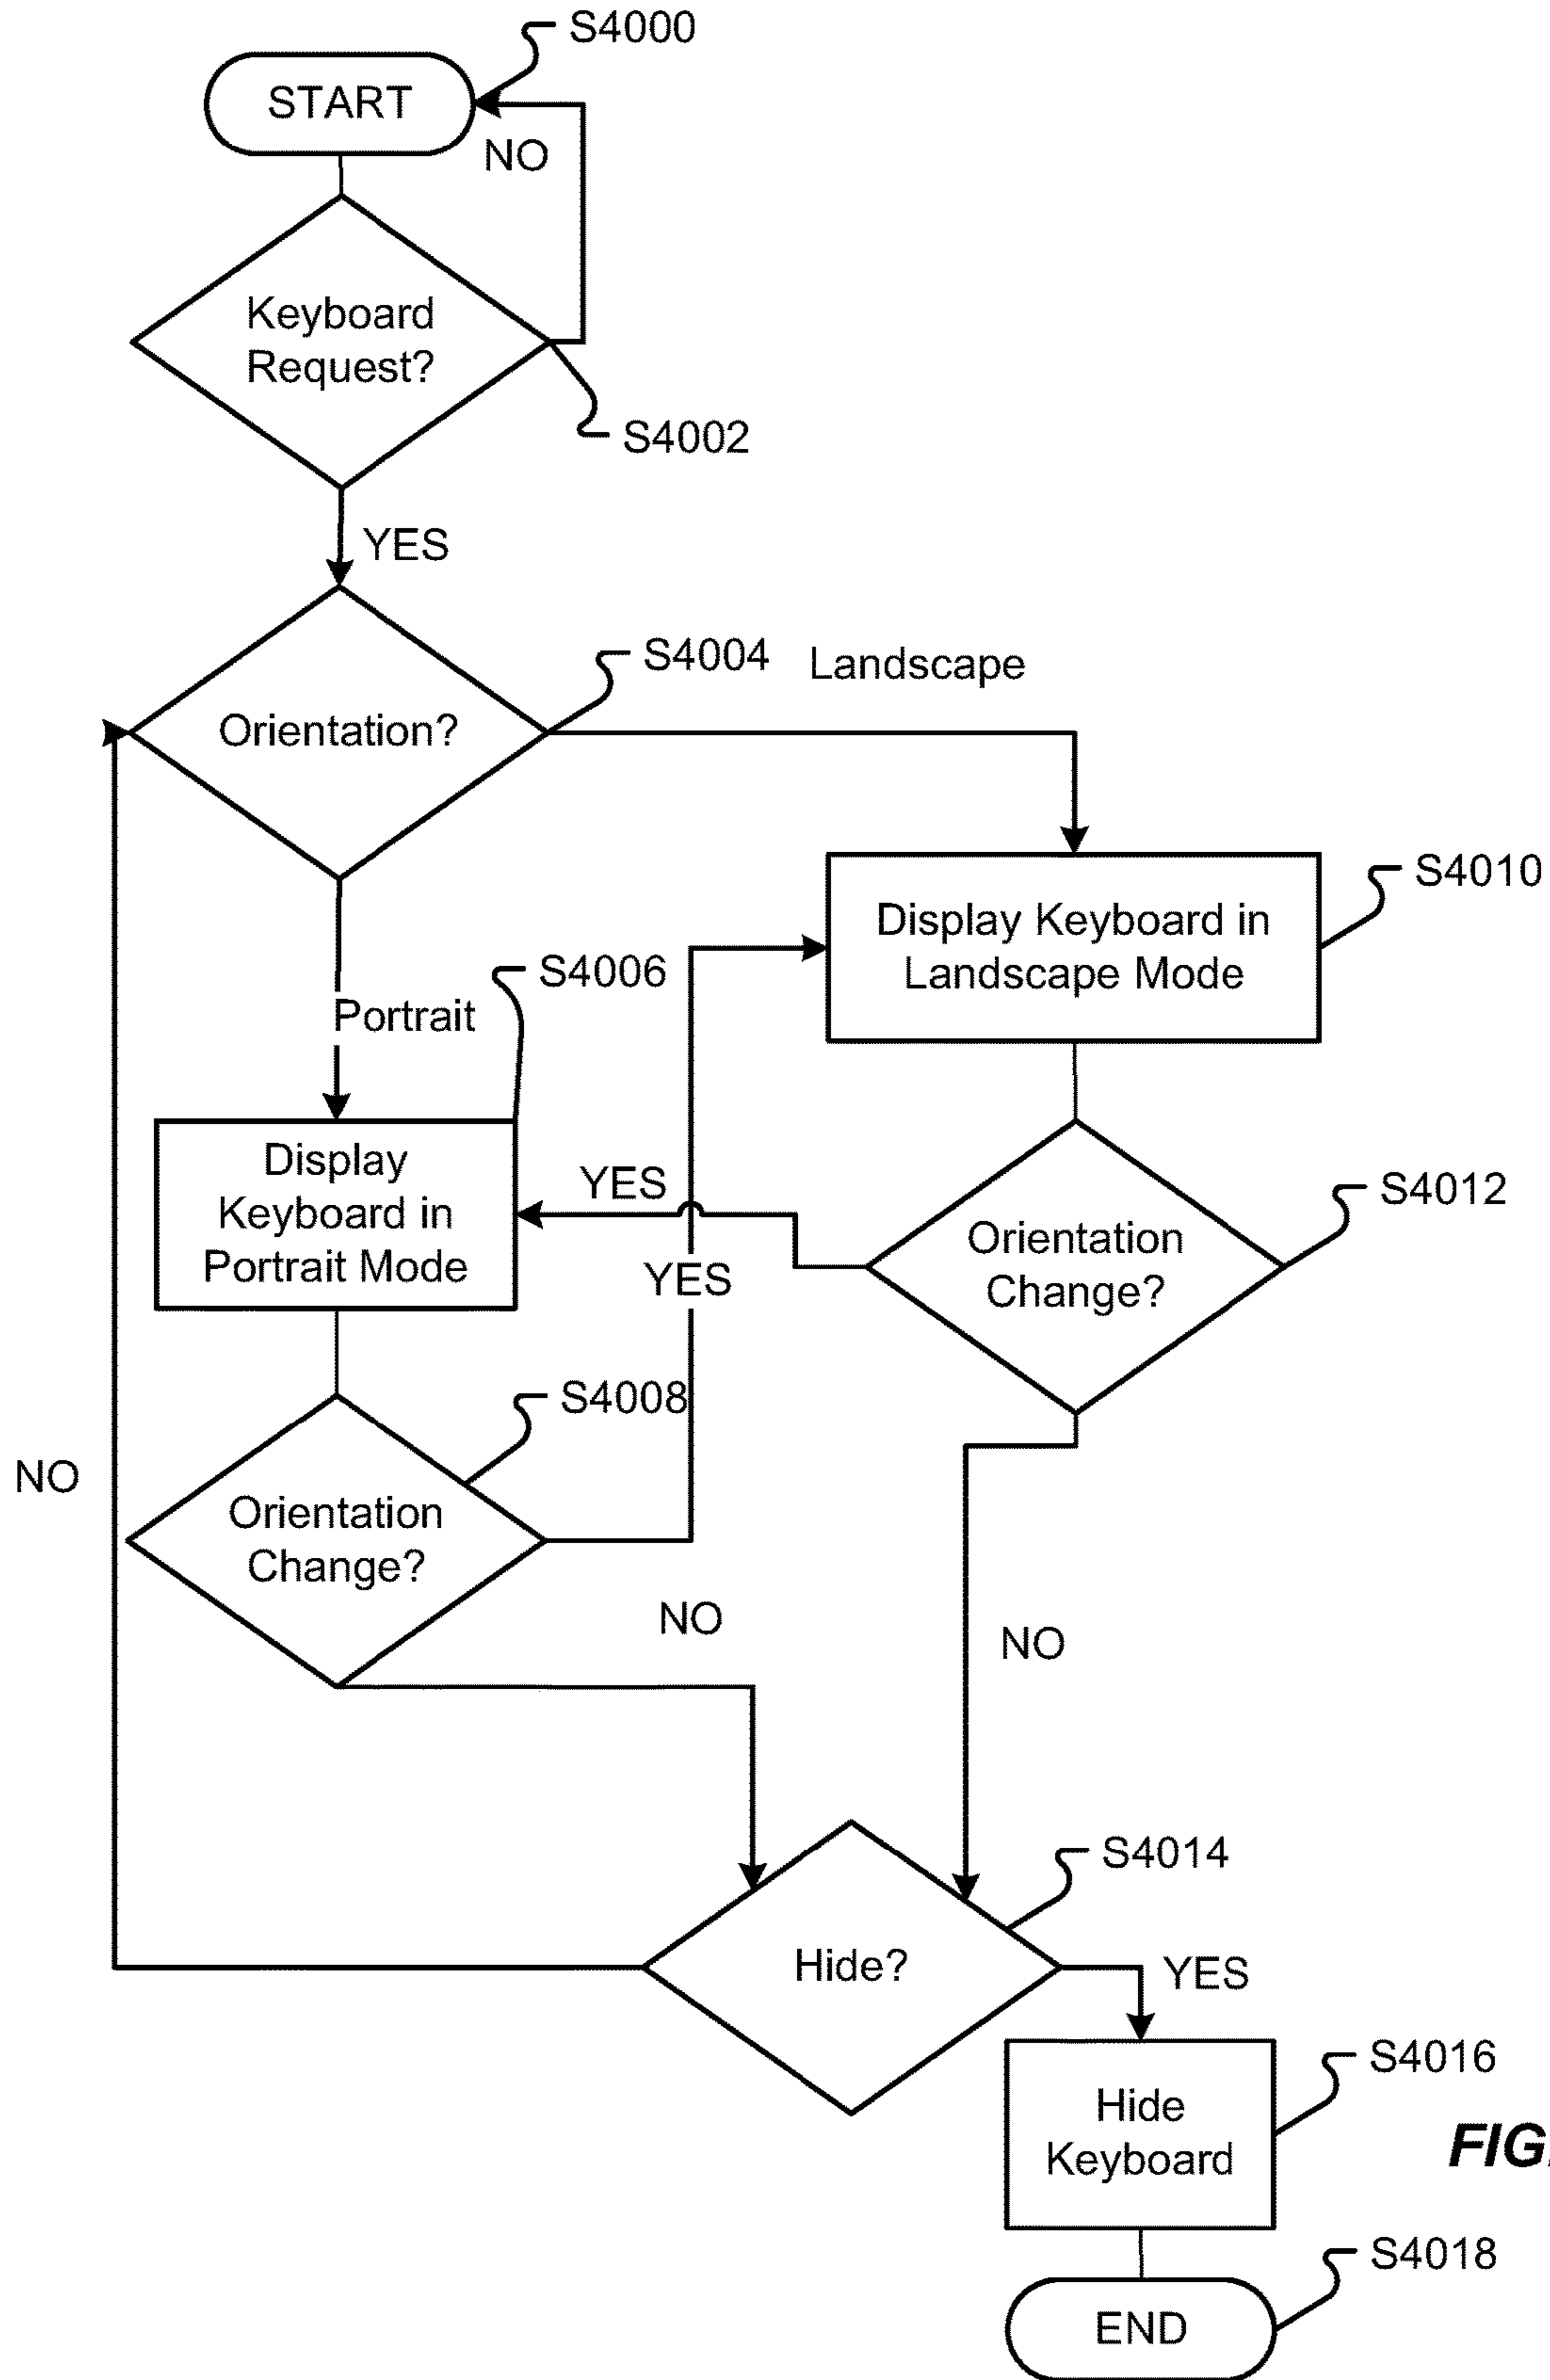 S4000
START
NO
Keyboard
Request?
S4002
YES
S4004
Landscape
Orientation?
S4010
Display Keyboard in
Landscape Mode
S4006
Portrait
Display
Keyboard in
Portrait Mode
YES
S4012
Orientation
Change?
YES
S4008
NO
Orientation
Change?
NO
NO
S4014
Hide?
YES
S4016
Hide
Keyboard
FIG.
S4018
END